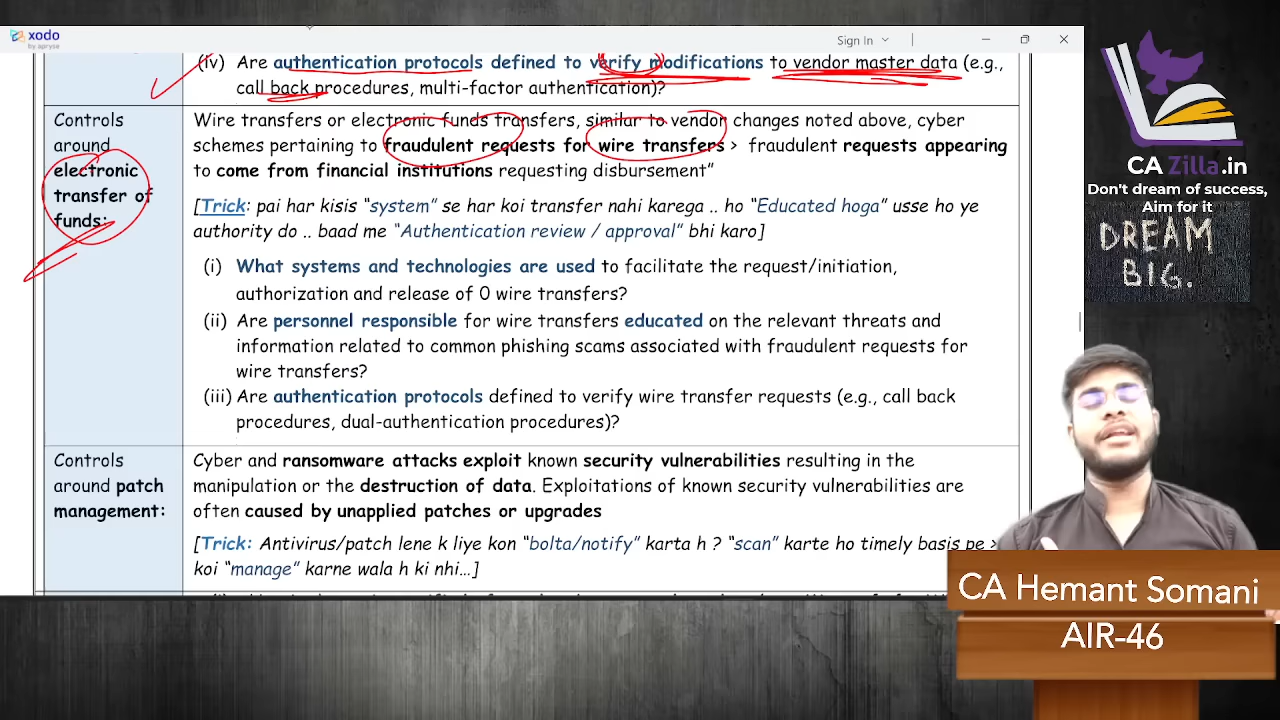 xodo
by apryse
Sign In
(iv) Are authentication protocols defined to verify modifications to vendor master data (e.g.,
call back procedures, multi-factor authentication)?
Controls
around
electronic
transfer of
funds:
Wire transfers or electronic funds transfers, similar to vendor changes noted above, cyber
schemes pertaining to fraudulent requests for wire transfers > fraudulent requests appearing
to come from financial institutions requesting disbursement”
[Trick: pai har kisis “system” se har koi transfer nahi karega .. ho “Educated hoga” usse ho ye
authority do .. baad me “Authentication review / approval” bhi karo]
(i) What systems and technologies are used to facilitate the request/initiation,
authorization and release of 0 wire transfers?
(ii) Are personnel responsible for wire transfers educated on the relevant threats and
information related to common phishing scams associated with fraudulent requests for
wire transfers?
(iii) Are authentication protocols defined to verify wire transfer requests (e.g., call back
procedures, dual-authentication procedures)?
Controls
around patch
management:
Cyber and ransomware attacks exploit known security vulnerabilities resulting in the
manipulation or the destruction of data. Exploitations of known security vulnerabilities are
often caused by unapplied patches or upgrades
[Trick: Antivirus/patch lene k liye kon “bolta/notify” karta h ? “scan” karte ho timely basis pe >
koi “manage” karne wala h ki nhi…]
CA Zilla.in
Don't dream of success,
Aim for it
DREAM
BIG.
CA Hemant Somani
AIR-46